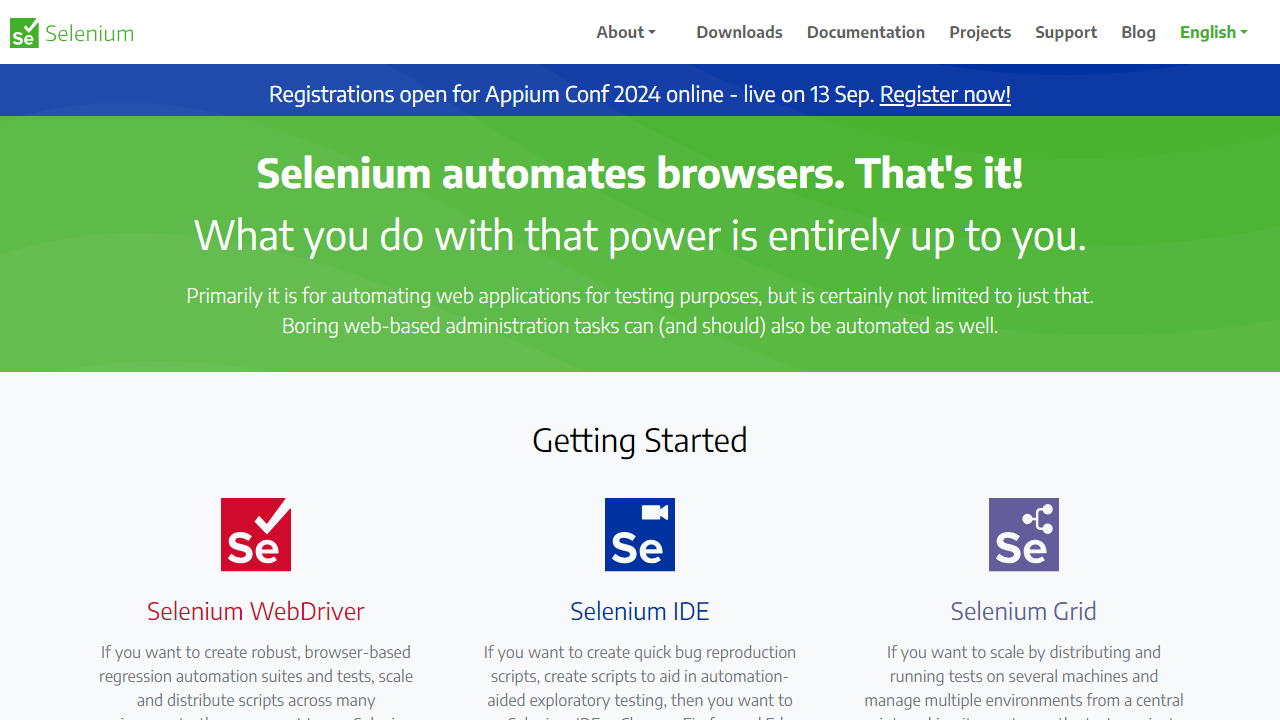 Se Selenium
About Downloads Documentation Projects Support Blog English
Registrations open for Appium Conf 2024 online - live on 13 Sep. Register now!
Selenium automates browsers. That's it!
What you do with that power is entirely up to you.
Primarily it is for automating web applications for testing purposes, but is certainly not limited to just that.
Boring web-based administration tasks can (and should) also be automated as well.
Getting Started
Se
Selenium WebDriver
If you want to create robust, browser-based
regression automation suites and tests, scale
and distribute scripts across many
Se
Selenium IDE
If you want to create quick bug reproduction
scripts, create scripts to aid in automation-
aided exploratory testing, then you want to
Se
Selenium Grid
If you want to scale by distributing and
running tests on several machines and
manage multiple environments from a central